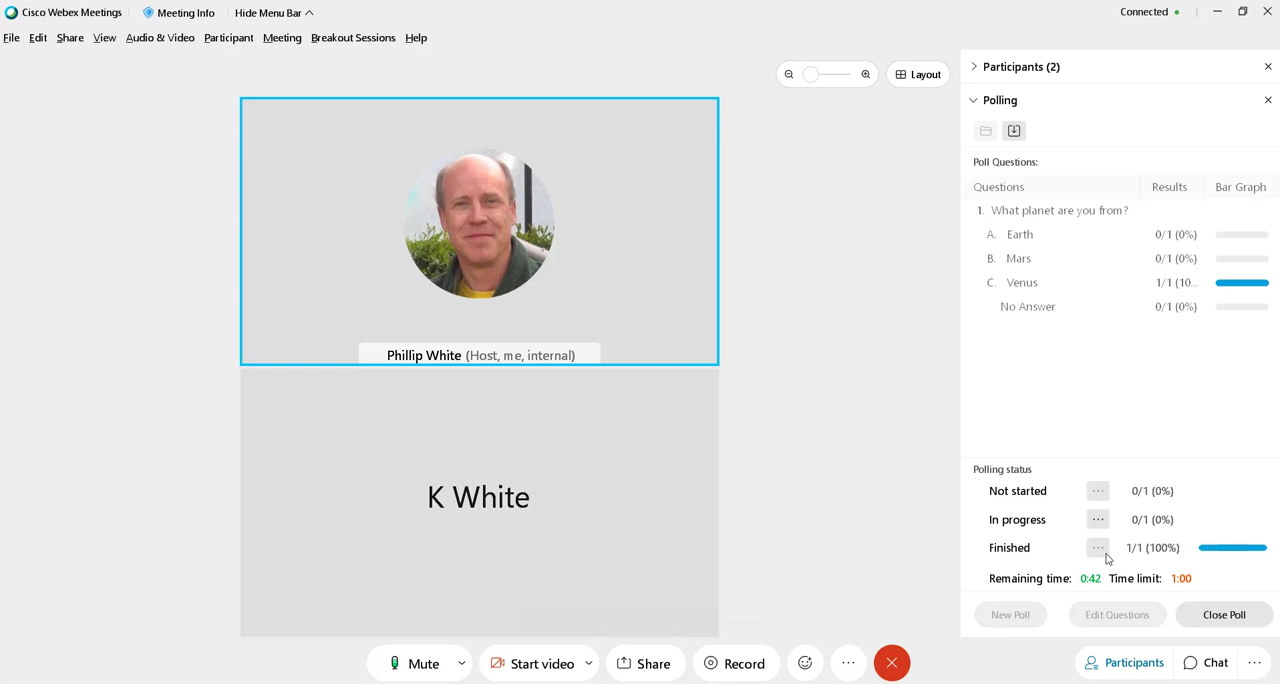 Cisco Webex Meetings Meeting Info Hide Menu Bar Connected
File Edit Share View Audio & Video Participant Meeting Breakout Sessions Help
Layout
Participants (2)
Polling
Poll Questions:
Questions Results Bar Graph
1. What planet are you from?
A. Earth 0/1 (0%)
B. Mars 0/1 (0%)
C. Venus 1/1 (10...
No Answer 0/1 (0%)
Phillip White (Host, me, internal)
K White
Polling status
Not started ... 0/1 (0%)
In progress ... 0/1 (0%)
Finished ... 1/1 (100%)
Remaining time: 0:42 Time limit: 1:00
New Poll Edit Questions Close Poll
Mute Start video Share Record ... Participants Chat ...